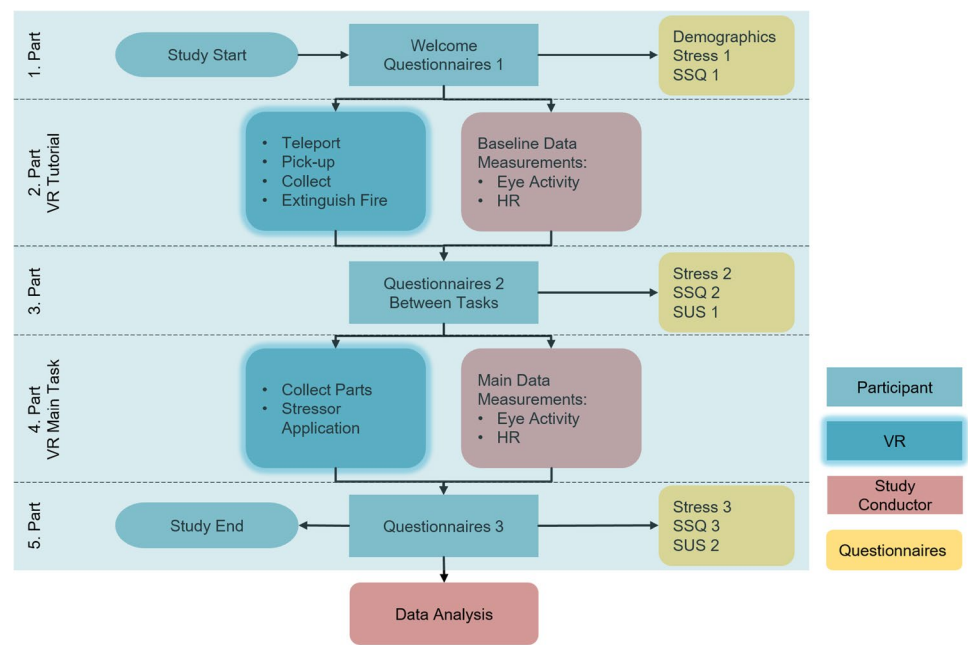 1. Part
Study Start
Welcome
Questionnaires 1
Demographics
Stress 1
SSQ 1
2. Part
VR Tutorial
• Teleport
• Pick-up
• Collect
• Extinguish Fire
Baseline Data
Measurements:
• Eye Activity
• HR
3. Part
Questionnaires 2
Between Tasks
Stress 2
SSQ 2
SUS 1
4. Part
VR Main Task
• Collect Parts
• Stressor
Application
Main Data
Measurements:
• Eye Activity
• HR
5. Part
Study End
Questionnaires 3
Stress 3
SSQ 3
SUS 2
Data Analysis
Participant
VR
Study
Conductor
Questionnaires